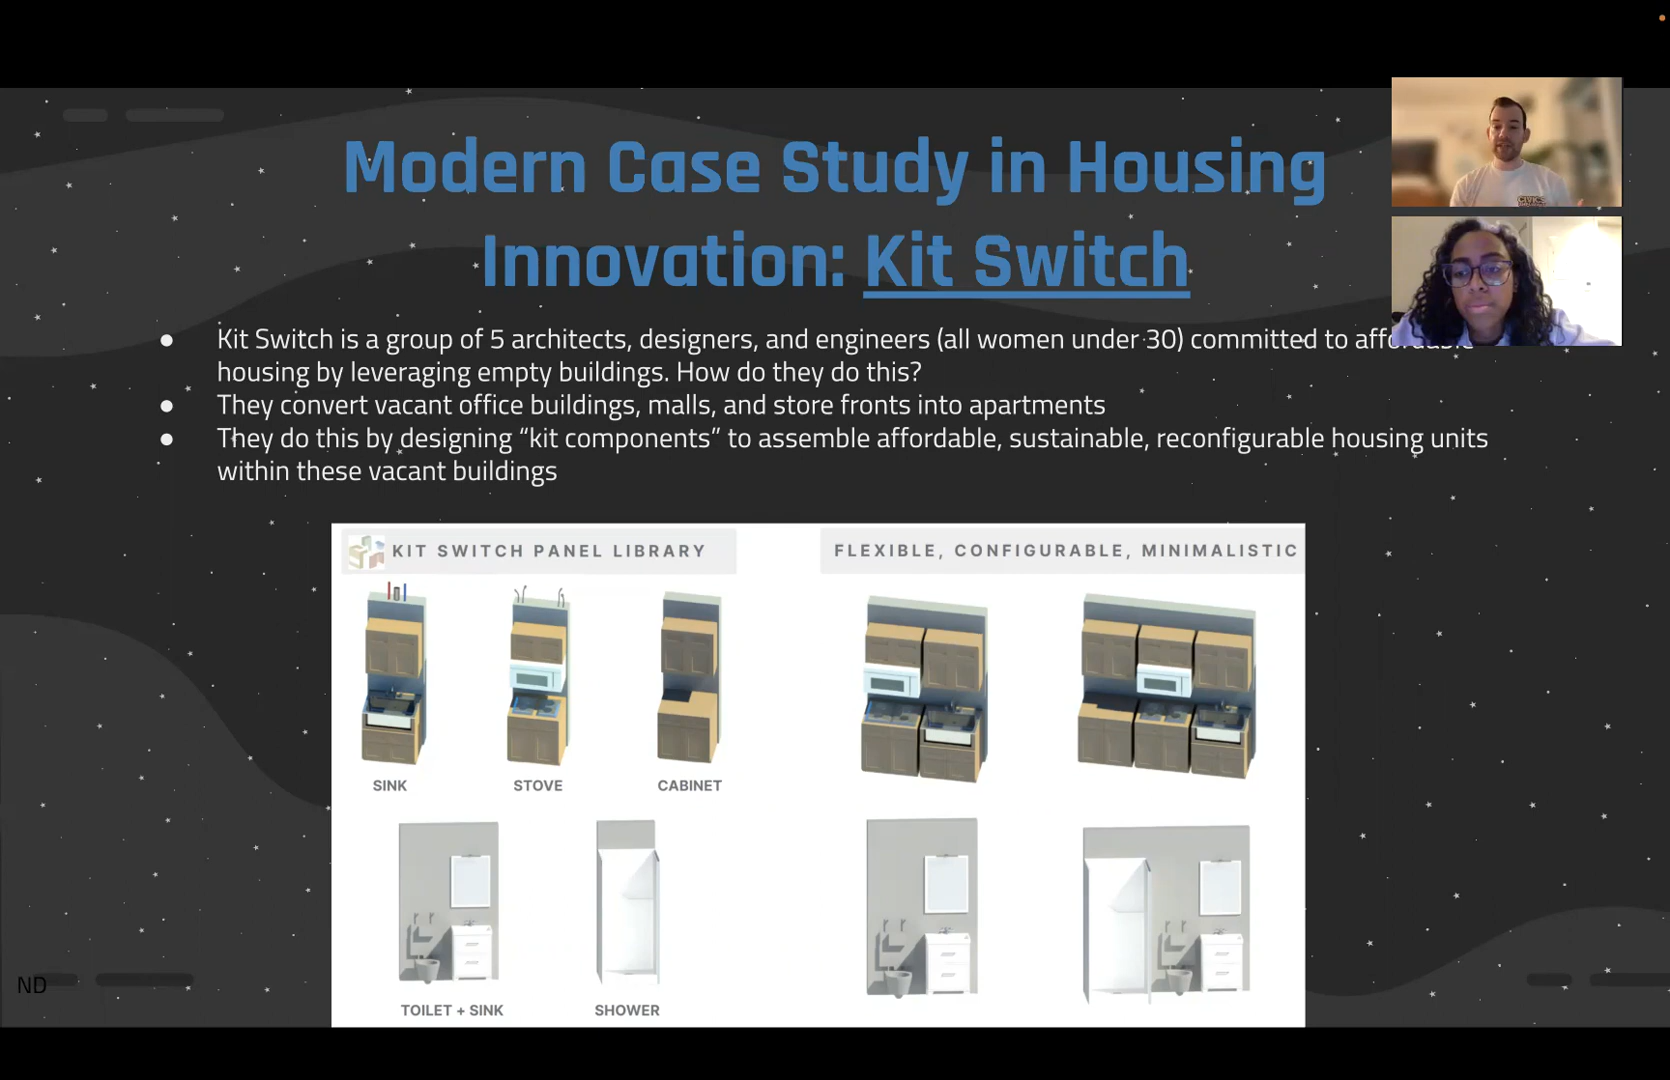 Modern Case Study in Housing
Innovation: Kit Switch
● Kit Switch is a group of 5 architects, designers, and engineers (all women under 30) committed to
housing by leveraging empty buildings. How do they do this?
● They convert vacant office buildings, malls, and store fronts into apartments
● They do this by designing “kit components” to assemble affordable, sustainable, reconfigurable housing units
within these vacant buildings
KIT SWITCH PANEL LIBRARY
FLEXIBLE, CONFIGURABLE, MINIMALISTIC
SINK
STOVE
CABINET
TOILET + SINK
SHOWER
ND
CIVICS